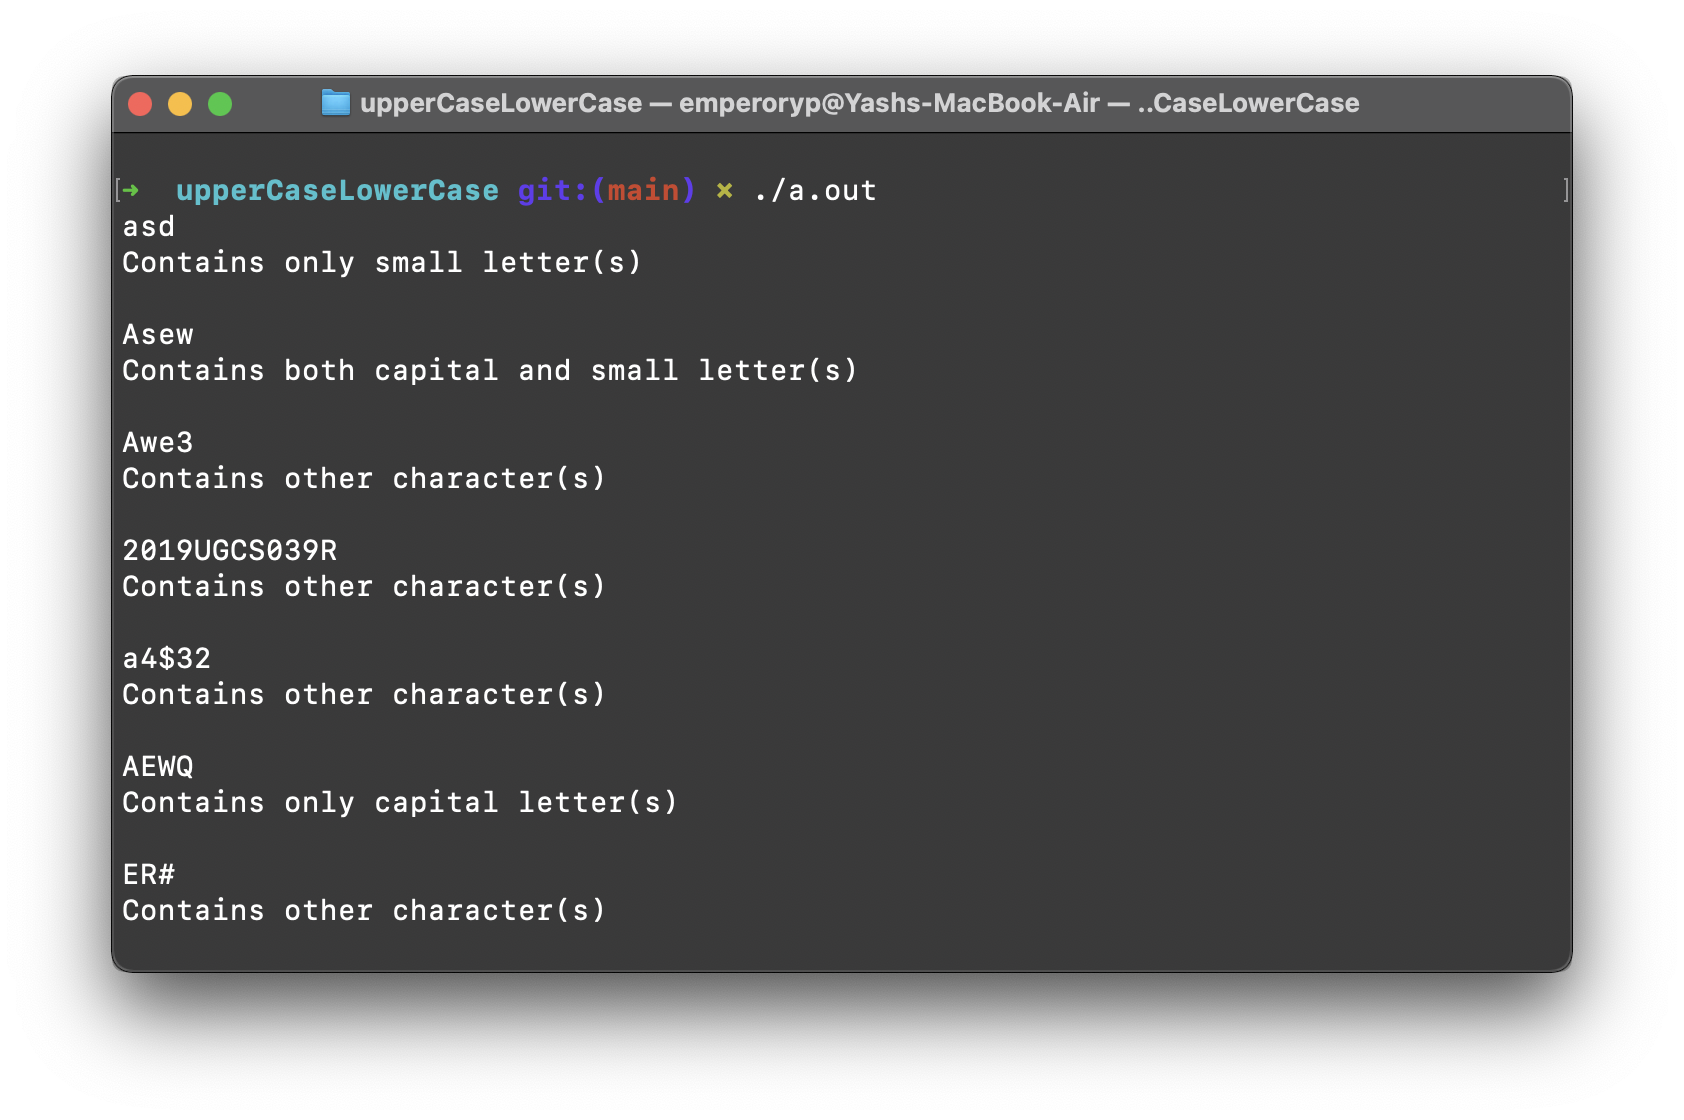 upperCaseLowerCase — emperoryp@Yashs-MacBook-Air — ..CaseLowerCase
[➜ upperCaseLowerCase git:(main) ✗ ./a.out ]
asd
Contains only small letter(s)
Asew
Contains both capital and small letter(s)
Awe3
Contains other character(s)
2019UGCS039R
Contains other character(s)
a4$32
Contains other character(s)
AEWQ
Contains only capital letter(s)
ER#
Contains other character(s)